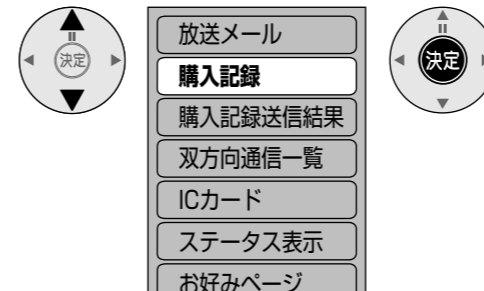 決定
放送メール
購入記録
購入記録送信結果
双方向通信一覧
ICカード
ステータス表示
お好みページ
決定